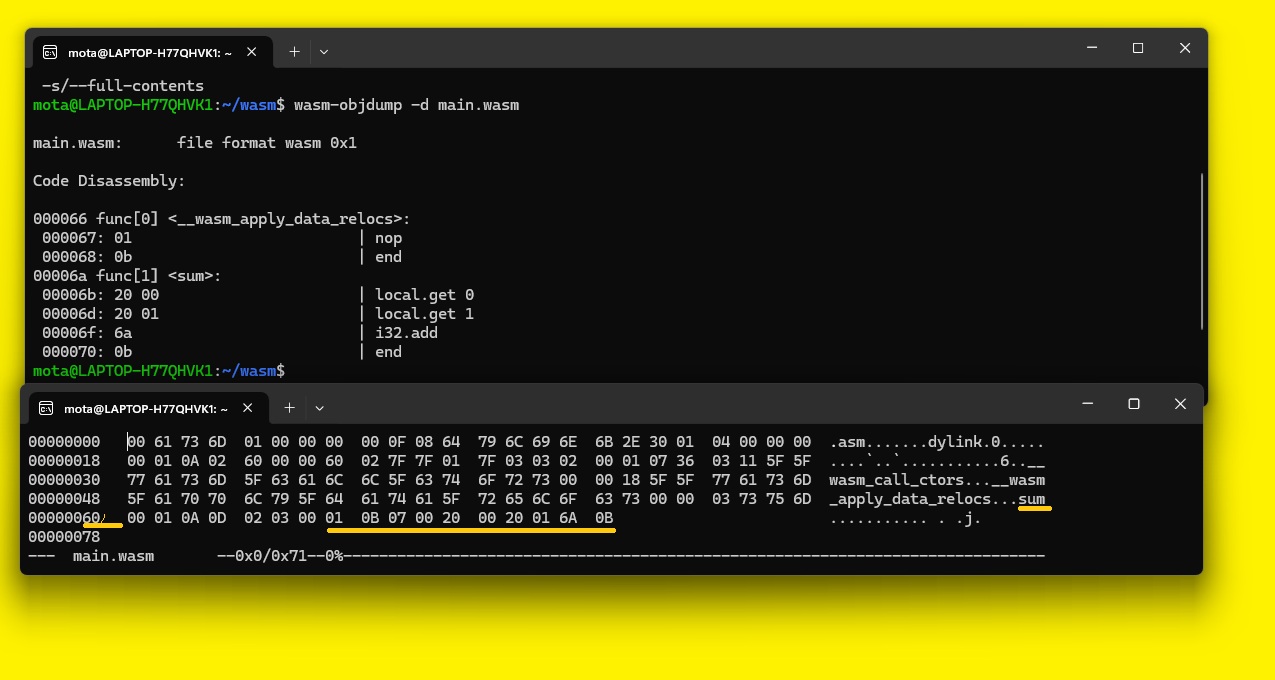 mota@LAPTOP-H77QHVK1: ~
-s/--full-contents
mota@LAPTOP-H77QHVK1:~/wasm$ wasm-objdump -d main.wasm
main.wasm:      file format wasm 0x1
Code Disassembly:
000066 func[0] <__wasm_apply_data_relocs>:
000067: 01                         | nop
000068: 0b                         | end
00006a func[1] <sum>:
00006b: 20 00                      | local.get 0
00006d: 20 01                      | local.get 1
00006f: 6a                         | i32.add
000070: 0b                         | end
mota@LAPTOP-H77QHVK1:~/wasm$
mota@LAPTOP-H77QHVK1: ~
00000000   00 61 73 6D  01 00 00 00  00 0F 08 64  79 6C 69 6E  6B 2E 30 01  04 00 00 00  .asm.......dylink.0.....
00000018   00 01 0A 02  60 00 00 60  02 7F 7F 01  7F 03 03 02  00 01 07 36  03 11 5F 5F  ....`..`...........6..__
00000030   77 61 73 6D  5F 63 61 6C  6C 5F 63 74  6F 72 73 00  00 18 5F 5F  77 61 73 6D  wasm_call_ctors...__wasm
00000048   5F 61 70 70  6C 79 5F 64  61 74 61 5F  72 65 6C 6F  63 73 00 00  03 73 75 6D  _apply_data_relocs...sum
00000060   00 01 0A 0D  02 03 00 01  0B 07 00 20  00 20 01 6A  0B  ........... . .j.
00000078
---  main.wasm       --0x0/0x71--0%------------------------------------------------------------------------------